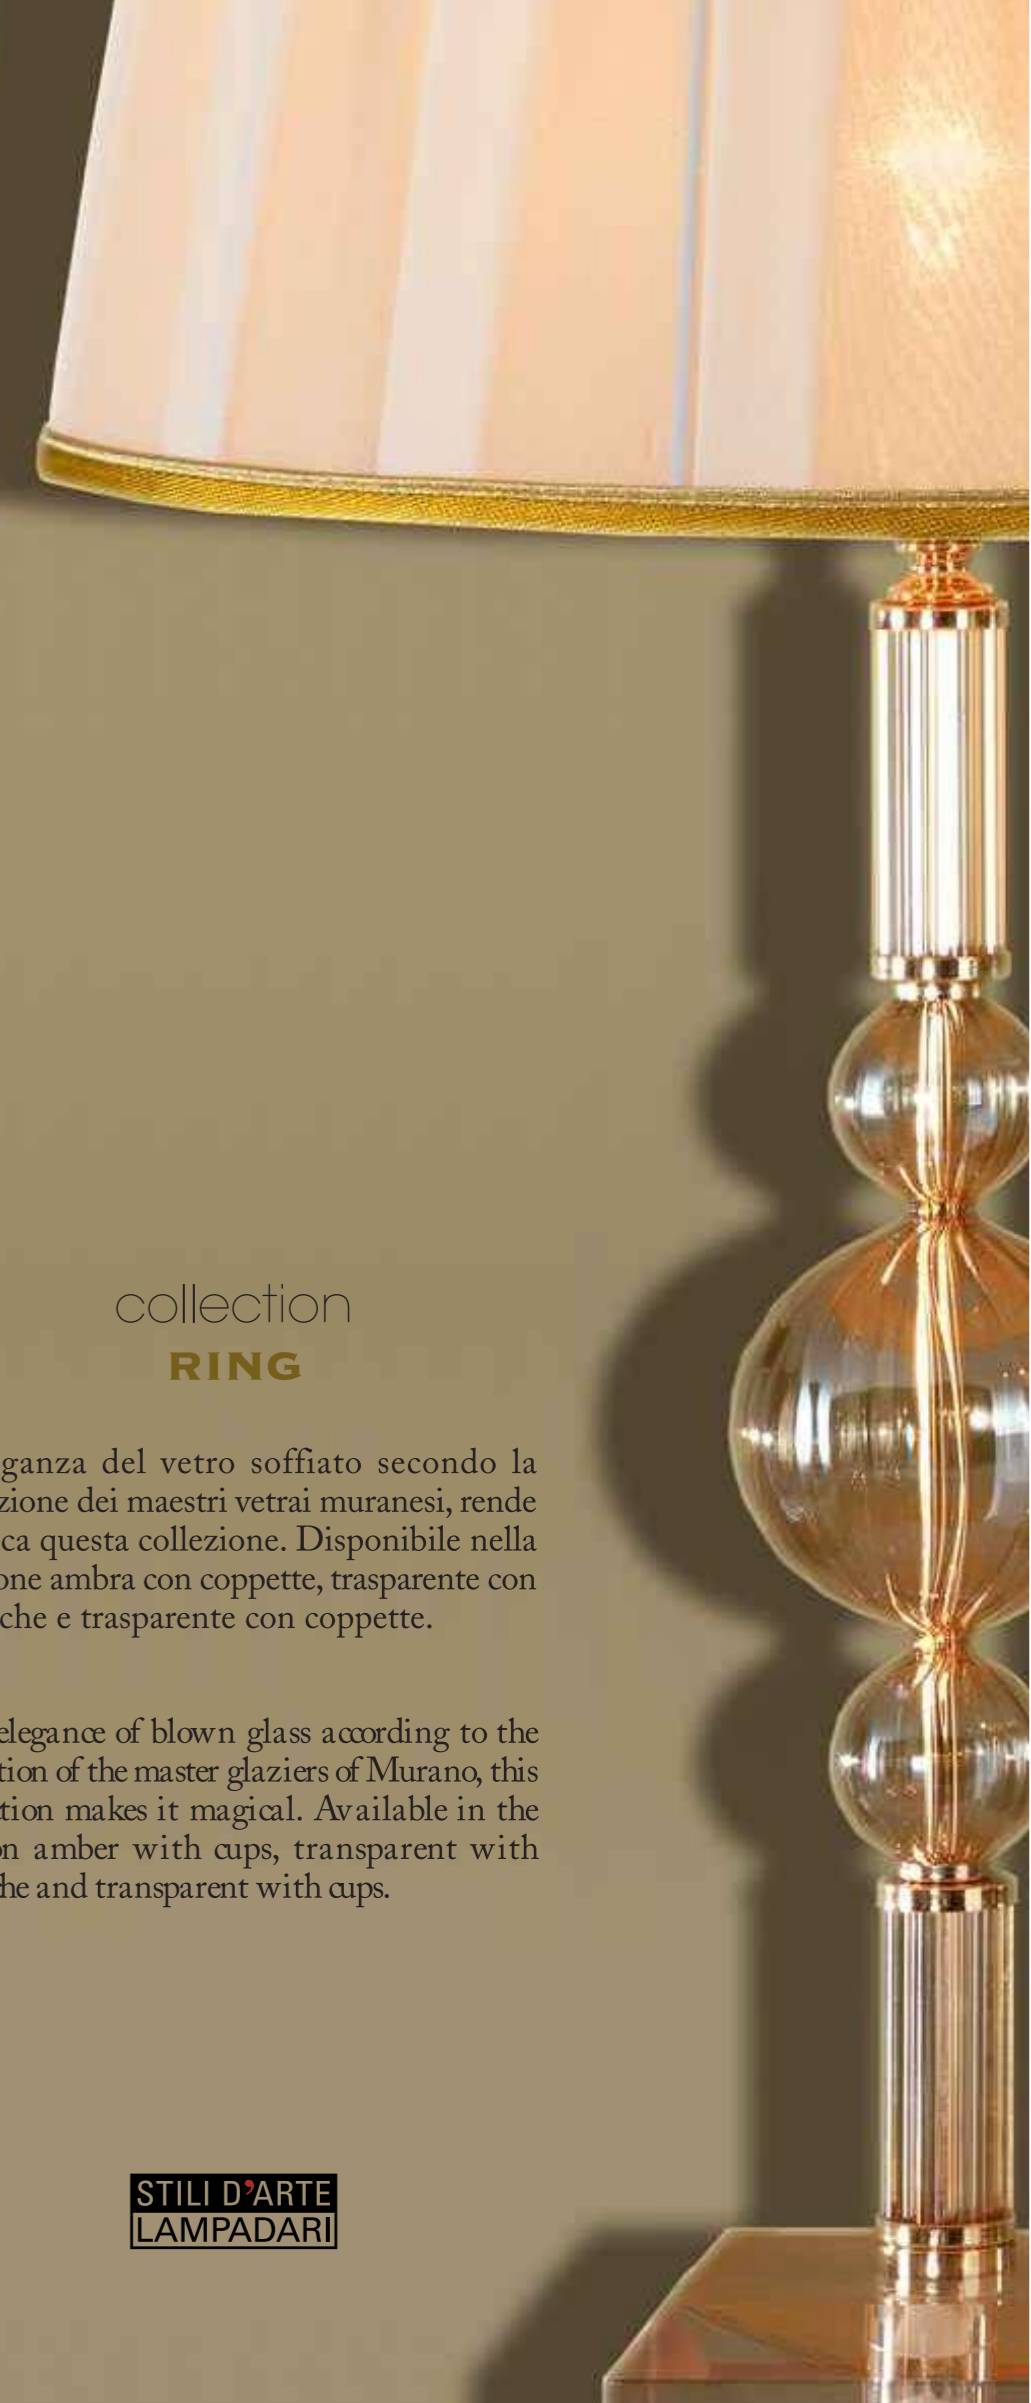 collection
RING
ganza del vetro soffiato secondo la
zione dei maestri vetrai muranesi, rende
ca questa collezione. Disponibile nella
one ambra con coppette, trasparente con
che e trasparente con coppette.
elegance of blown glass according to the
tion of the master glaziers of Murano, this
tion makes it magical. Available in the
on amber with cups, transparent with
he and transparent with cups.
STILI D'ARTE
LAMPADARI